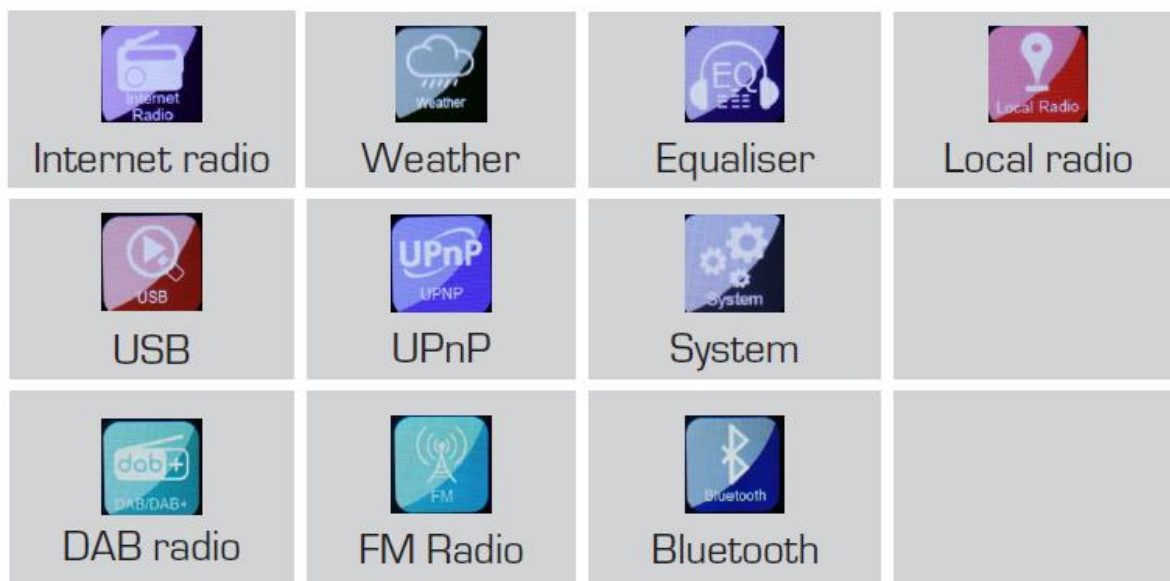 Internet
Radio
Internet radio
Weather
Weather
EQ
Equaliser
Local Radio
Local radio
USB
USB
UPnP
UPNP
UPnP
System
System
dab+
DAB/DAB+
DAB radio
FM
FM Radio
Bluetooth
Bluetooth